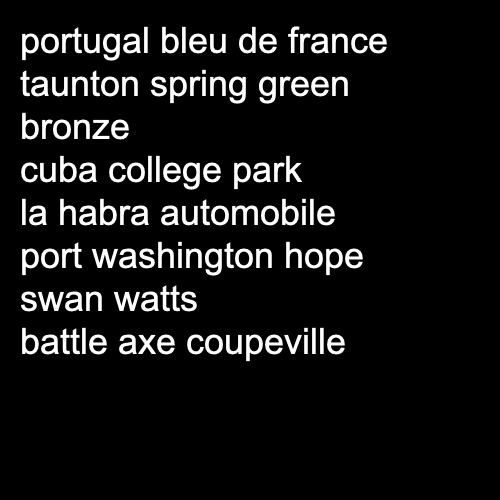 portugal bleu de france
taunton spring green
bronze
cuba college park
la habra automobile
port washington hope
swan watts
battle axe coupeville